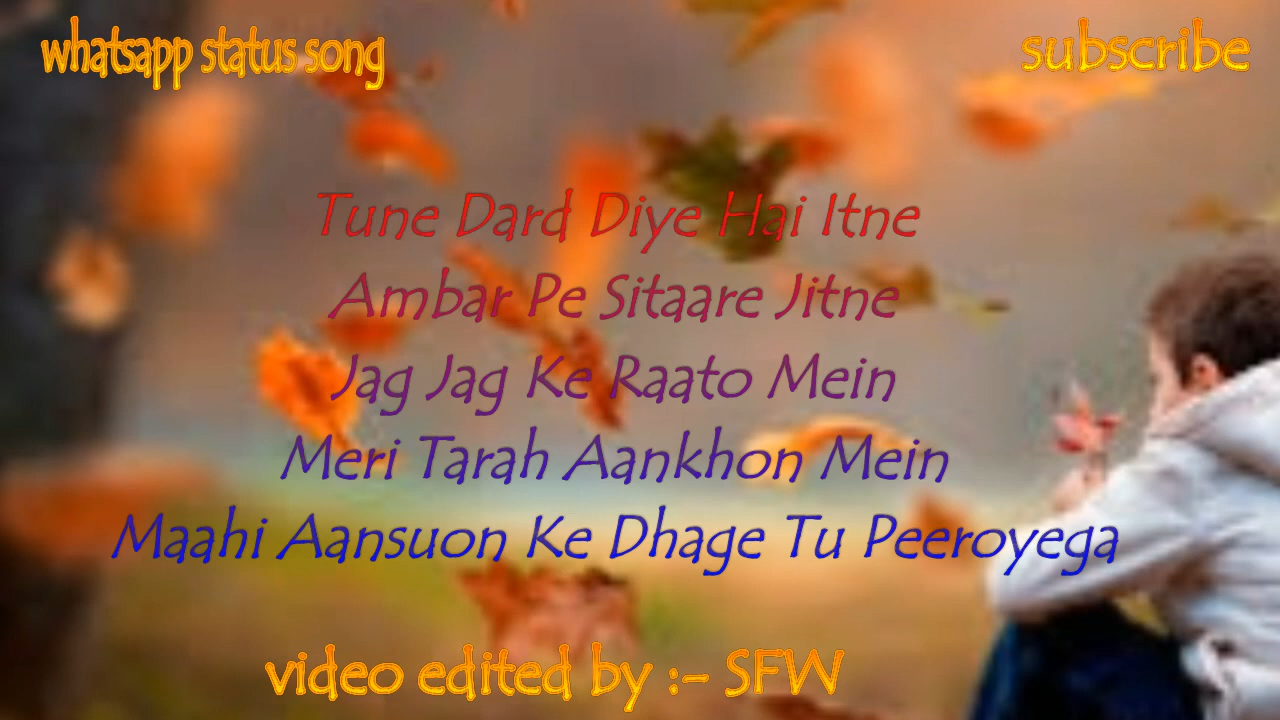 whatsapp status song
subscribe
Tune Dard Diye Hai Itne
Ambar Pe Sitaare Jitne
Jag Jag Ke Raato Mein
Meri Tarah Aankhon Mein
Maahi Aansuon Ke Dhage Tu Peeroyega
video edited by :- SFW